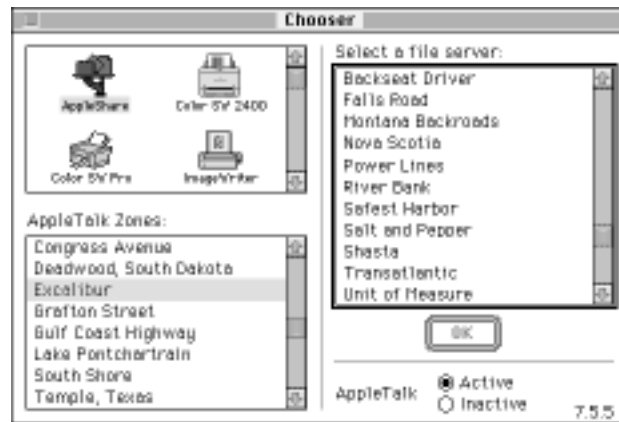 Chooser
AppleShare
Color SW 2400
Color SW Pro
ImageWriter
AppleTalk Zones:
Congress Avenue
Deadwood, South Dakota
Excalibur
Grafton Street
Gulf Coast Highway
Lake Pontchartrain
South Shore
Temple, Texas
Select a file server:
Backseat Driver
Falls Road
Montana Backroads
Nova Scotia
Power Lines
River Bank
Safest Harbor
Salt and Pepper
Shasta
Transatlantic
Unit of Measure
OK
AppleTalk
Active
Inactive
7.5.5